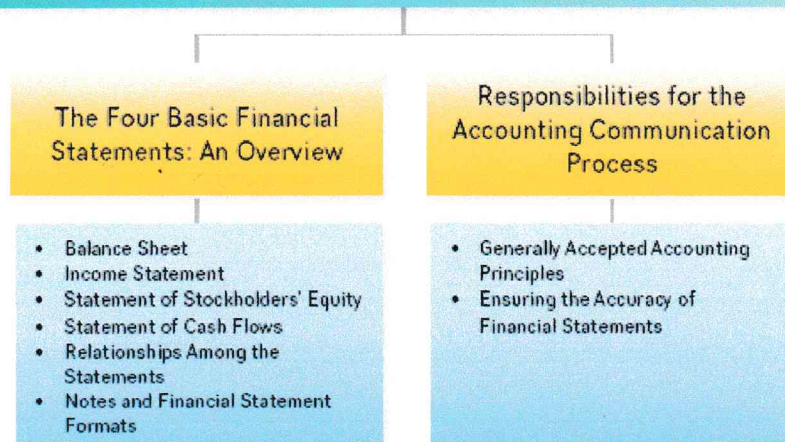 The Four Basic Financial
Statements: An Overview
• Balance Sheet
• Income Statement
• Statement of Stockholders' Equity
• Statement of Cash Flows
• Relationships Among the
Statements
• Notes and Financial Statement
Formats
Responsibilities for the
Accounting Communication
Process
• Generally Accepted Accounting
Principles
• Ensuring the Accuracy of
Financial Statements